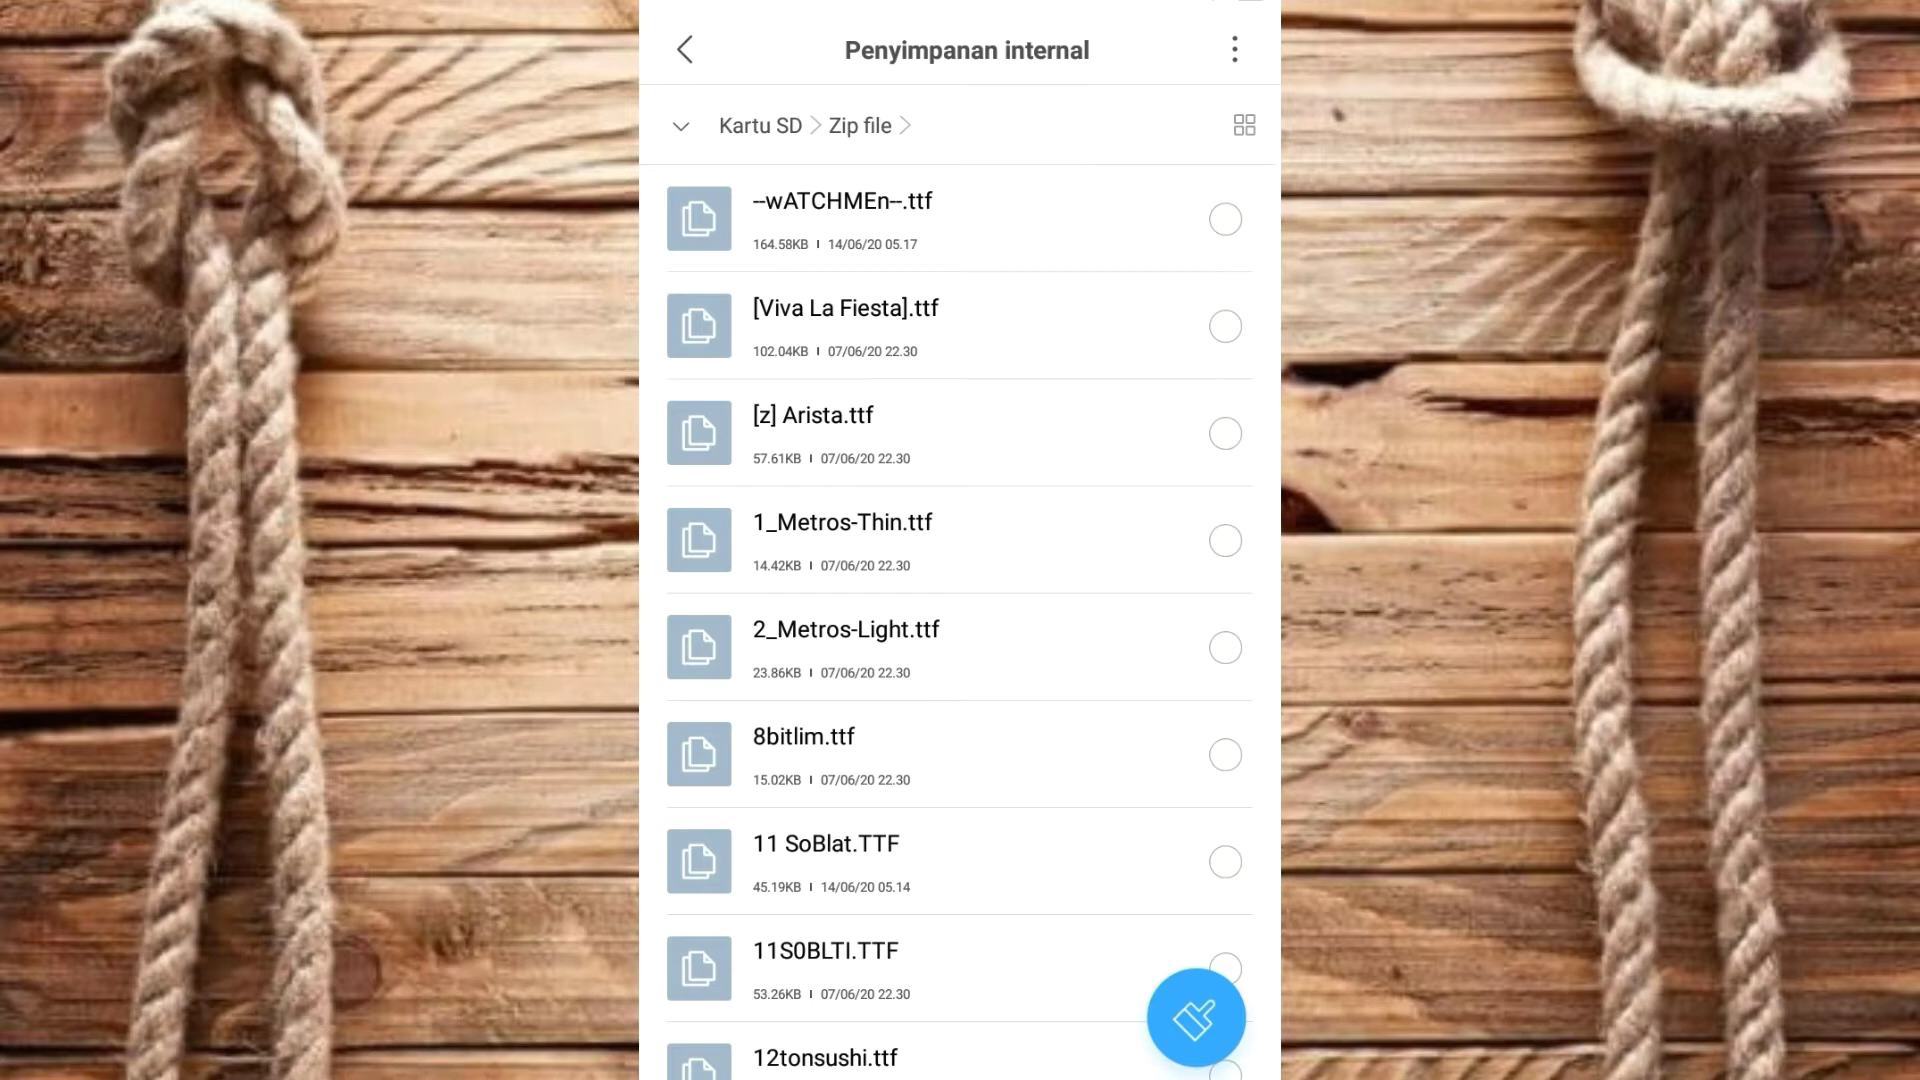 Penyimpanan internal
Kartu SD > Zip file >
--wATCHMEn--.ttf
164.58KB | 14/06/20 05.17
[Viva La Fiesta].ttf
102.04KB | 07/06/20 22.30
[z] Arista.ttf
57.61KB | 07/06/20 22.30
1_Metros-Thin.ttf
14.42KB | 07/06/20 22.30
2_Metros-Light.ttf
23.86KB | 07/06/20 22.30
8bitlim.ttf
15.02KB | 07/06/20 22.30
11 SoBlat.TTF
45.19KB | 14/06/20 05.14
11S0BLTI.TTF
53.26KB | 07/06/20 22.30
12tonsushi.ttf